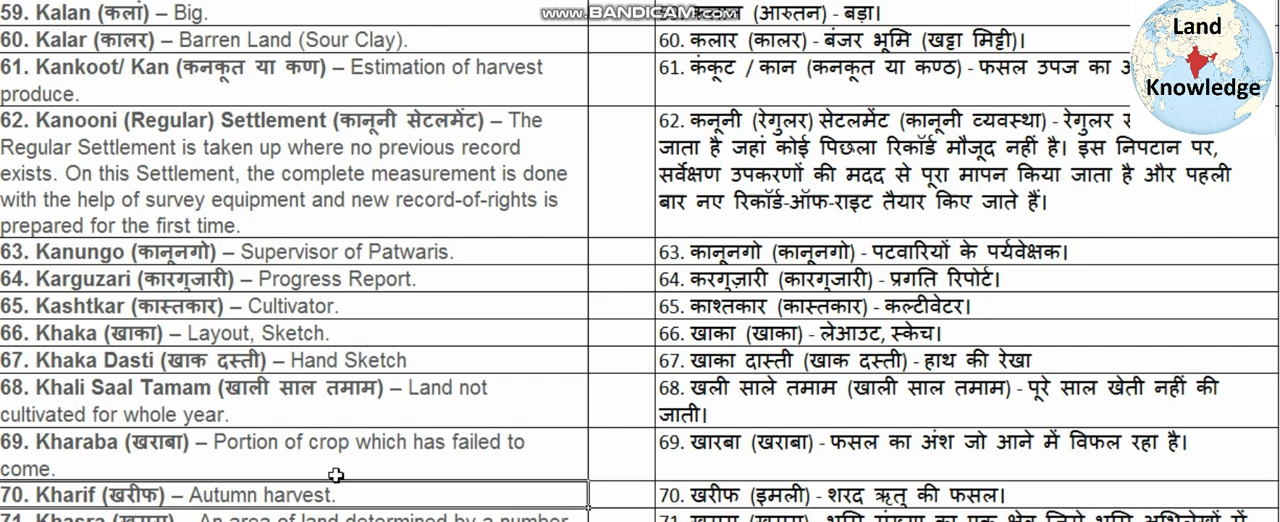 59. Kalan (कलां) – Big.
60. Kalar (कालर) – Barren Land (Sour Clay).
61. Kankoot/ Kan (कनकूत या कण) – Estimation of harvest
produce.
62. Kanooni (Regular) Settlement (कानूनी सेटलमेंट) – The
Regular Settlement is taken up where no previous record
exists. On this Settlement, the complete measurement is done
with the help of survey equipment and new record-of-rights is
prepared for the first time.
63. Kanungo (कानूनगो) – Supervisor of Patwaris.
64. Karguzari (कारगुजारी) – Progress Report.
65. Kashtkar (कास्तकार) – Cultivator.
66. Khaka (खाका) – Layout, Sketch.
67. Khaka Dasti (खाक दस्ती) – Hand Sketch
68. Khali Saal Tamam (खाली साल तमाम) – Land not
cultivated for whole year.
69. Kharaba (खराबा) – Portion of crop which has failed to
come.
70. Kharif (खरीफ) – Autumn harvest.
71. Khasra (खसरा) – An area of land determined by a number
www.BANDICAM.com
(आरुतन) - बड़ा।
60. कलार (कालर) - बंजर भूमि (खट्टा मिट्टी)।
61. कंकूट / कान (कनकूत या कण्ठ) - फसल उपज का
62. कनूनी (रेगुलर) सेटलमेंट (कानूनी व्यवस्था) - रेगुलर
जाता है जहां कोई पिछला रिकॉर्ड मौजूद नहीं है। इस निपटान पर,
सर्वेक्षण उपकरणों की मदद से पूरा मापन किया जाता है और पहली
बार नए रिकॉर्ड-ऑफ-राइट तैयार किए जाते हैं।
63. कानूनगो (कानूनगो) - पटवारियों के पर्यवेक्षक।
64. करगुज़ारी (कारगुजारी) - प्रगति रिपोर्ट।
65. काश्तकार (कास्तकार) - कल्टीवेटर।
66. खाका (खाका) - लेआउट, स्केच।
67. खाका दास्ती (खाक दस्ती) - हाथ की रेखा
68. खली साले तमाम (खाली साल तमाम) - पूरे साल खेती नहीं की
जाती।
69. खारबा (खराबा) - फसल का अंश जो आने में विफल रहा है।
70. खरीफ (इमली) - शरद ऋतु की फसल।
Land
Knowledge